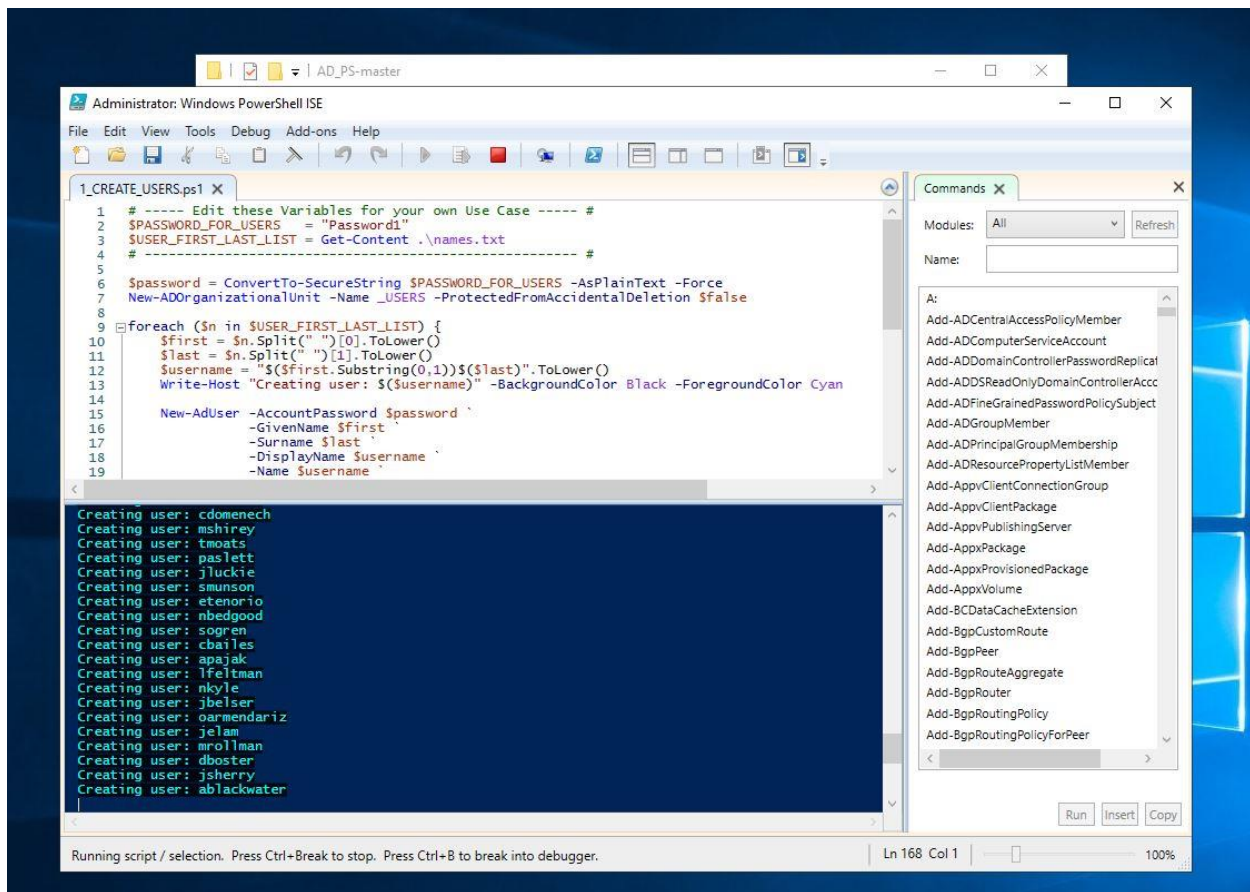 AD_PS-master
Administrator: Windows PowerShell ISE
File Edit View Tools Debug Add-ons Help
1_CREATE_USERS.ps1 X
1 # ----- Edit these Variables for your own Use Case ----- #
2 $PASSWORD_FOR_USERS   = "Password1"
3 $USER_FIRST_LAST_LIST = Get-Content .\names.txt
4 # ------------------------------------------------------ #
5
6 $password = ConvertTo-SecureString $PASSWORD_FOR_USERS -AsPlainText -Force
7 New-ADOrganizationalUnit -Name _USERS -ProtectedFromAccidentalDeletion $false
8
9 foreach ($n in $USER_FIRST_LAST_LIST) {
10     $first = $n.Split(" ")[0].ToLower()
11     $last = $n.Split(" ")[1].ToLower()
12     $username = "$($first.Substring(0,1))$($last)".ToLower()
13     Write-Host "Creating user: $($username)" -BackgroundColor Black -ForegroundColor Cyan
14
15     New-AdUser -AccountPassword $password `
16                -GivenName $first `
17                -Surname $last `
18                -DisplayName $username `
19                -Name $username `
Creating user: cdomenech
Creating user: mshirey
Creating user: tmoats
Creating user: paslett
Creating user: jluckie
Creating user: smunson
Creating user: etenorio
Creating user: nbedgood
Creating user: sogren
Creating user: cbailes
Creating user: apajak
Creating user: lfeltman
Creating user: nkyle
Creating user: jbelser
Creating user: oarmendariz
Creating user: jelam
Creating user: mrollman
Creating user: dboster
Creating user: jsherry
Creating user: ablackwater
Commands X
Modules: All Refresh
Name:
A:
Add-ADCentralAccessPolicyMember
Add-ADComputerServiceAccount
Add-ADDomainControllerPasswordReplicat
Add-ADDSReadOnlyDomainControllerAccc
Add-ADFineGrainedPasswordPolicySubject
Add-ADGroupMember
Add-ADPrincipalGroupMembership
Add-ADResourcePropertyListMember
Add-AppvClientConnectionGroup
Add-AppvClientPackage
Add-AppvPublishingServer
Add-AppxPackage
Add-AppxProvisionedPackage
Add-AppxVolume
Add-BCDataCacheExtension
Add-BgpCustomRoute
Add-BgpPeer
Add-BgpRouteAggregate
Add-BgpRouter
Add-BgpRoutingPolicy
Add-BgpRoutingPolicyForPeer
Run Insert Copy
Running script / selection. Press Ctrl+Break to stop. Press Ctrl+B to break into debugger.
Ln 168 Col 1
100%